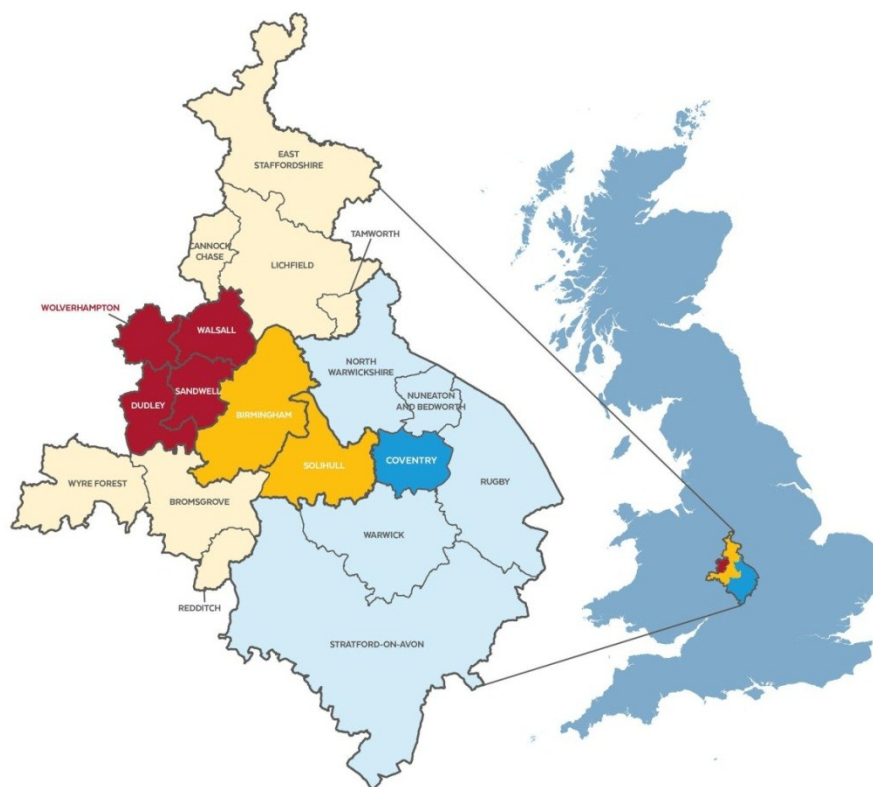 EAST
STAFFORDSHIRE
TAMWORTH
CANNOCK
CHASE
LICHFIELD
WOLVERHAMPTON
WALSALL
NORTH
WARWICKSHIRE
SANDWELL
NUNEATON
AND BEDWORTH
DUDLEY
BIRMINGHAM
COVENTRY
SOLIHULL
WYRE FOREST
RUGBY
BROMSGROVE
WARWICK
REDDITCH
STRATFORD-ON-AVON